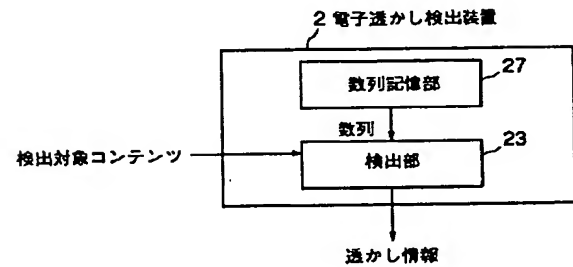 2 電子透かし検出装置
27
数列記憶部
数列
23
検出対象コンテンツ
検出部
透かし情報